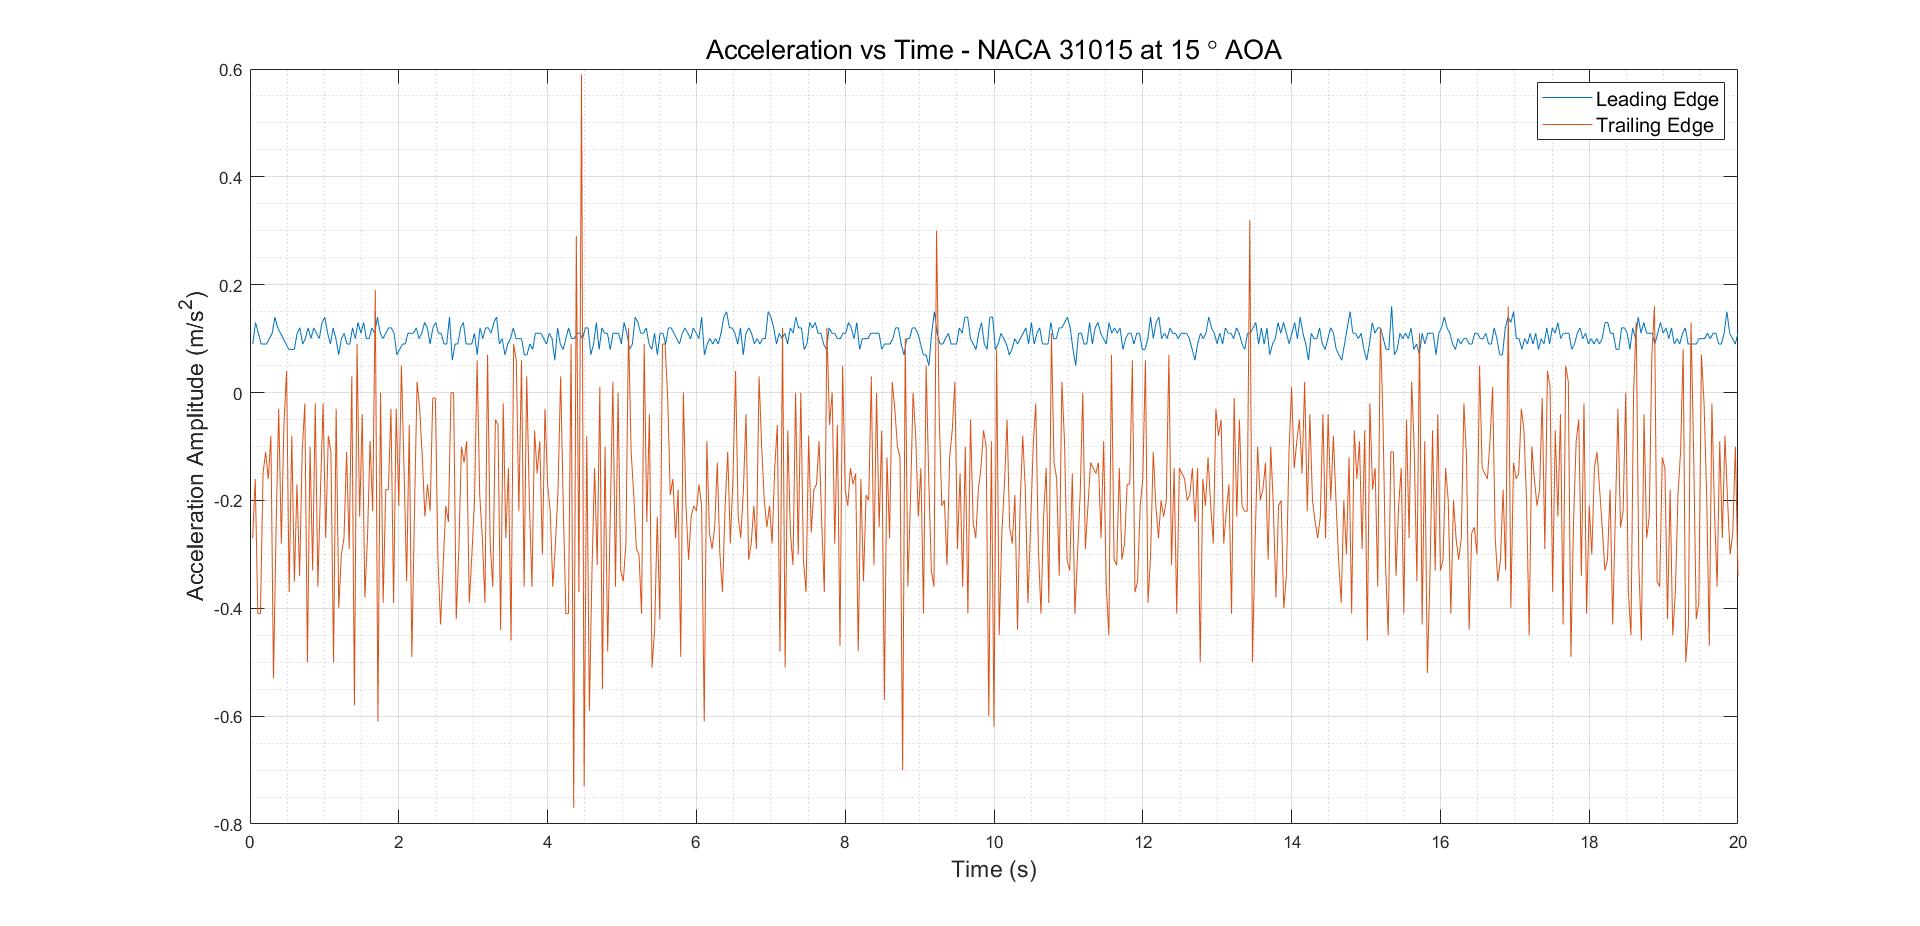 Acceleration vs Time - NACA 31015 at 15 ° AOA
Leading Edge
Trailing Edge
Acceleration Amplitude (m/s²)
0.6
0.4
0.2
0
-0.2
-0.4
-0.6
-0.8
0 2 4 6 8 10 12 14 16 18 20
Time (s)